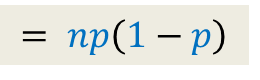 = np(1 − p)